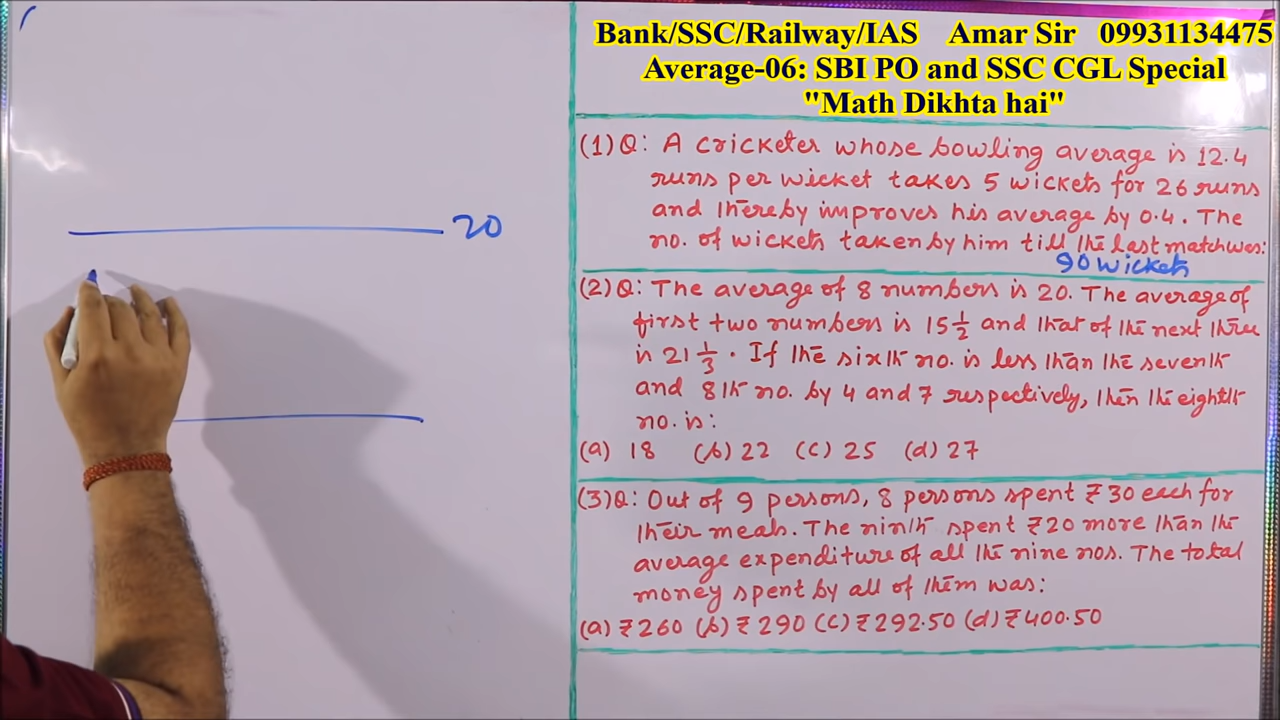 Bank/SSC/Railway/IAS Amar Sir 09931134475
Average-06: SBI PO and SSC CGL Special
"Math Dikhta hai"
20
(1)Q: A cricketer whose bowling average is 12.4
runs per wicket takes 5 wickets for 26 runs
and thereby improves his average by 0.4. The
no. of wickets taken by him till the last match was:
90 wickets
(2)Q: The average of 8 numbers is 20. The average of
first two numbers is 15 1/2 and that of the next three
is 21 1/3. If the sixth no. is less than the seventh
and 8th no. by 4 and 7 respectively, then the eighth
no. is:
(a) 18 (b) 22 (c) 25 (d) 27
(3)Q: Out of 9 persons, 8 persons spent ₹30 each for
their meals. The ninth spent ₹20 more than the
average expenditure of all the nine nos. The total
money spent by all of them was:
(a) ₹260 (b) ₹290 (c) ₹292.50 (d) ₹400.50